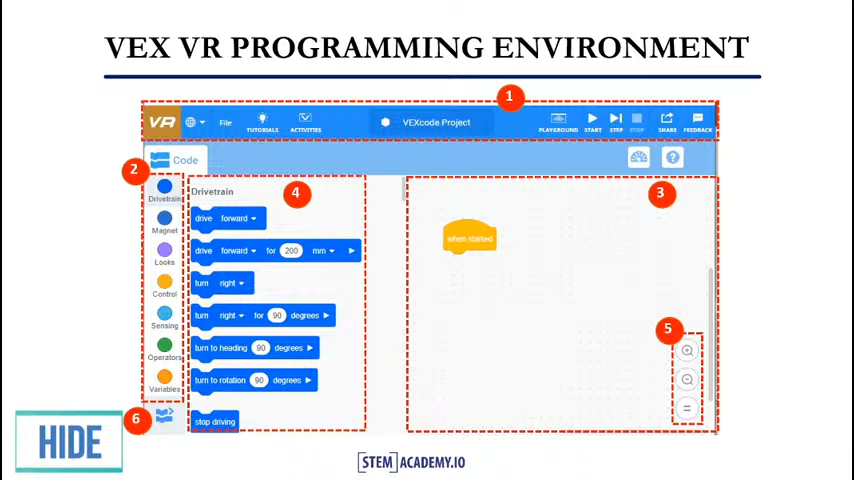 VEX VR PROGRAMMING ENVIRONMENT
1
VR File TUTORIALS ACTIVITIES VEXcode Project PLAYGROUND START STEP STOP SHARE FEEDBACK
Code
2
4
3
Drivetrain
Magnet
Looks
Control
Sensing
Operators
Variables
6
Drivetrain
drive forward
drive forward for 200 mm
turn right
turn right for 90 degrees
turn to heading 90 degrees
turn to rotation 90 degrees
stop driving
when started
5
=
HIDE
[STEM]ACADEMY.IO